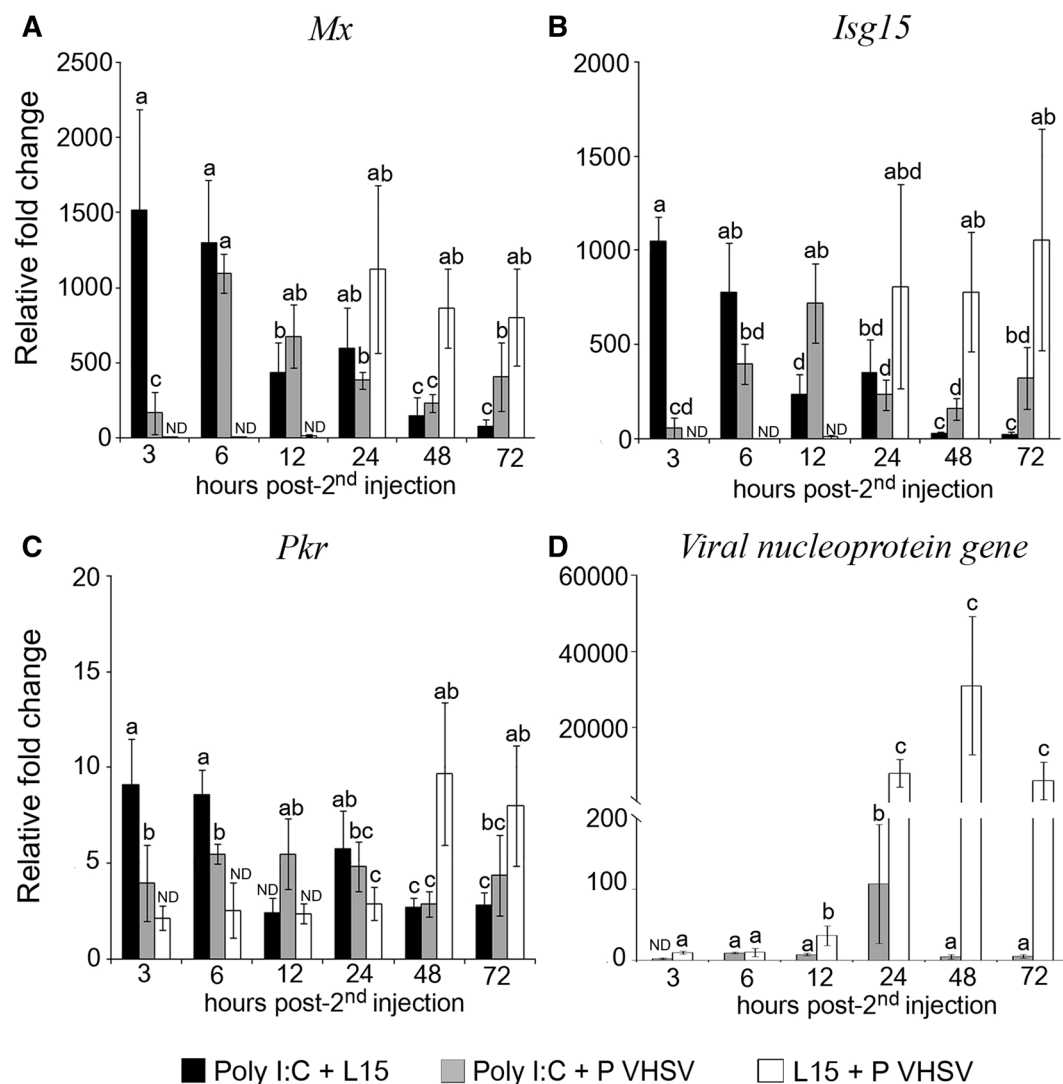 A Mx
2500
2000
1500
1000
500
0
Relative fold change
a
c
ND
a
a
ND
b
ab
ND
ab
b
ab
c
c
ab
c
b
ab
3 6 12 24 48 72
hours post-2nd injection
B Isg15
2000
1500
1000
500
0
a
cd
ND
ab
bd
ND
d
ab
ND
bd
d
abd
c
d
ab
c
bd
ab
3 6 12 24 48 72
hours post-2nd injection
C Pkr
20
15
10
5
0
Relative fold change
a
b
ND
a
b
ND
ND
ab
ND
ab
bc
c
c
c
ab
c
bc
ab
3 6 12 24 48 72
hours post-2nd injection
D Viral nucleoprotein gene
60000
40000
20000
200
100
0
ND
a
a
a
a
b
b
c
a
c
a
c
3 6 12 24 48 72
hours post-2nd injection
Poly I:C + L15 Poly I:C + P VHSV L15 + P VHSV